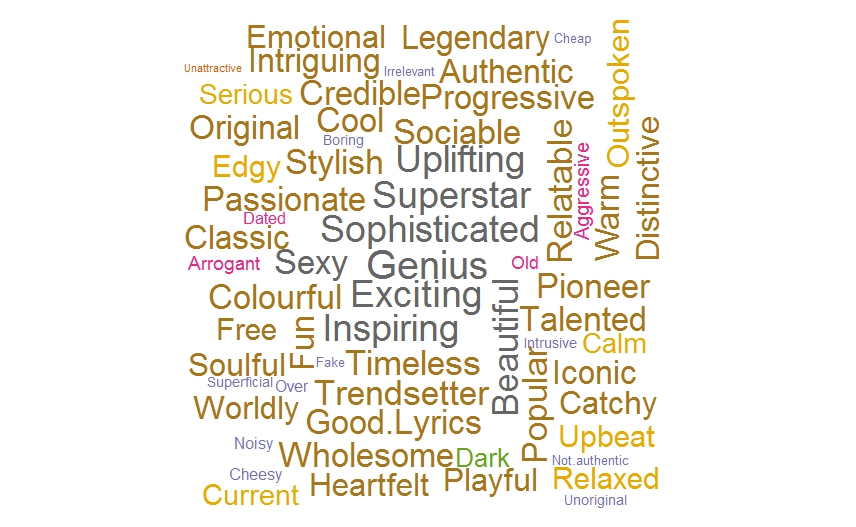 Emotional
Legendary
Cheap
Outspoken
Unattractive
Intriguing
Irrelevant
Authentic
Serious
Credible
Progressive
Original
Cool
Sociable
Boring
Relatable
Aggressive
Warm
Distinctive
Edgy
Stylish
Uplifting
Passionate
Superstar
Dated
Classic
Sophisticated
Arrogant
Sexy
Genius
Old
Colourful
Exciting
Beautiful
Pioneer
Free
Fun
Inspiring
Talented
Intrusive
Calm
Soulful
Fake
Timeless
Popular
Iconic
Superficial
Over
Trendsetter
Worldly
Good.Lyrics
Catchy
Noisy
Wholesome
Dark
Upbeat
Not.authentic
Cheesy
Current
Heartfelt
Playful
Relaxed
Unoriginal